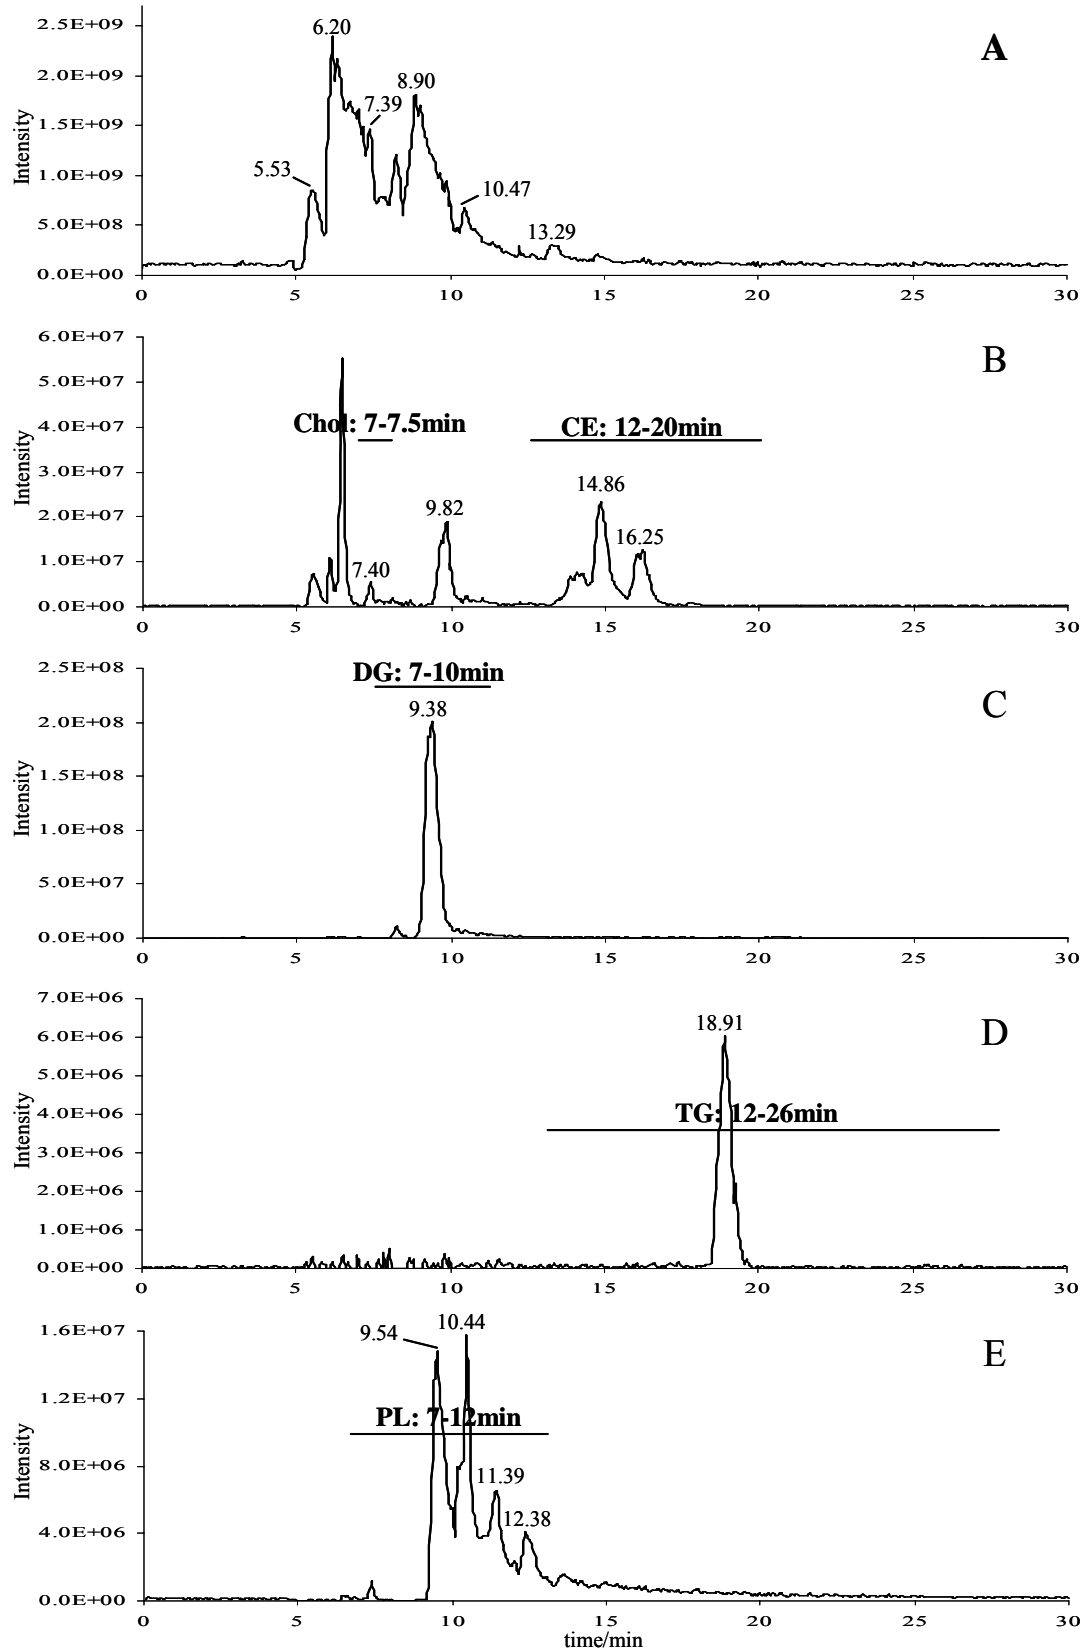 2.5E+09
6.20
A
2.0E+09
8.90
7.39
1.5E+09
Intensity
5.53
1.0E+09
10.47
5.0E+08
13.29
0.0E+00
0 5 10 15 20 25 30
6.0E+07
B
5.0E+07
4.0E+07
Chol: 7-7.5min CE: 12-20min
Intensity
3.0E+07
14.86
2.0E+07
9.82
16.25
1.0E+07
7.40
0.0E+00
0 5 10 15 20 25 30
2.5E+08
DG: 7-10min
C
9.38
2.0E+08
Intensity
1.5E+08
1.0E+08
5.0E+07
0.0E+00
0 5 10 15 20 25 30
7.0E+06
18.91
D
6.0E+06
5.0E+06
Intensity
4.0E+06
TG: 12-26min
3.0E+06
2.0E+06
1.0E+06
0.0E+00
0 5 10 15 20 25 30
1.6E+07
9.54
10.44
E
1.2E+07
PL: 7-12min
Intensity
8.0E+06
11.39
12.38
4.0E+06
0.0E+00
0 5 10 15 20 25 30
time/min